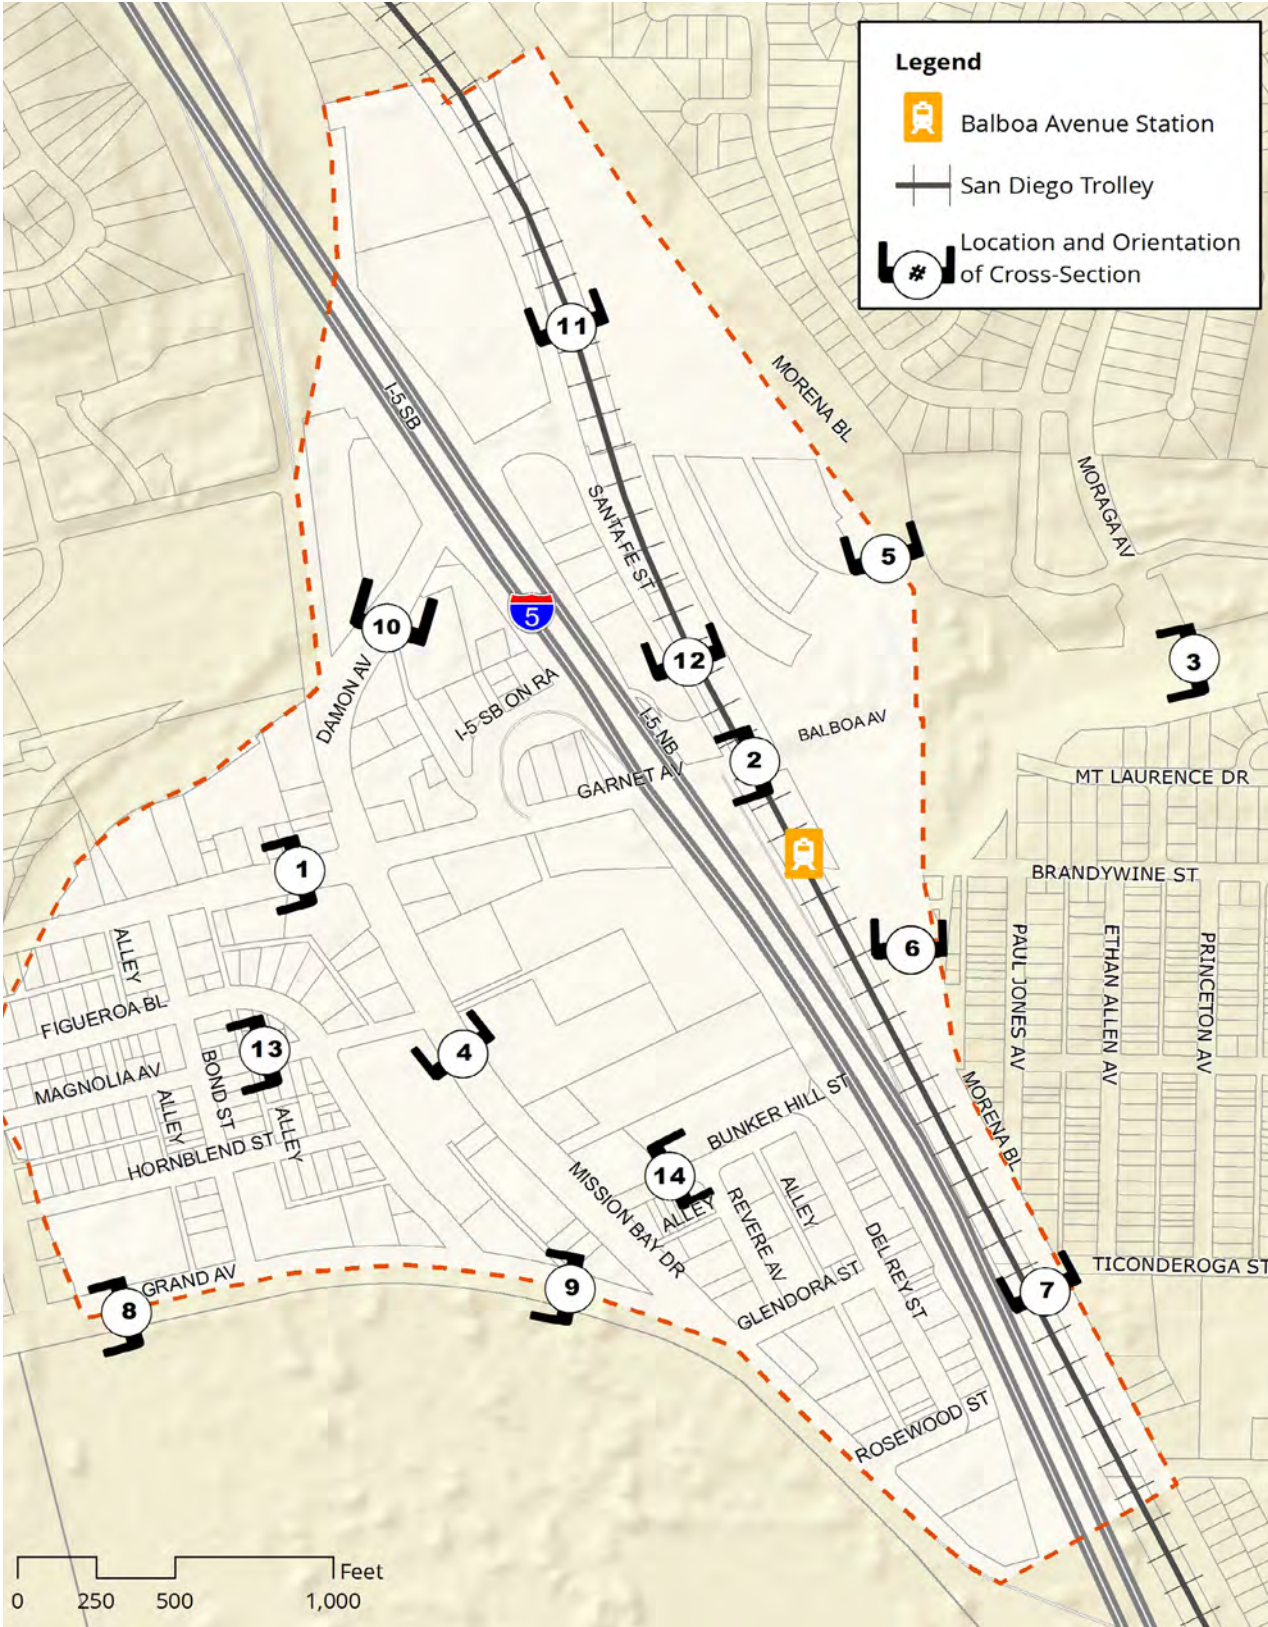 Legend
Balboa Avenue Station
San Diego Trolley
Location and Orientation
of Cross-Section
#
11
I-5 SB
MORENA BL
MORAGA AV
SANTA FE ST
5
5
10
3
12
DAMON AV
I-5 SB ON RA
I-5 NB
BALBOA AV
2
GARNET AV
MT LAURENCE DR
1
BRANDYWINE ST
ALLEY
6
PAUL JONES AV
ETHAN ALLEN AV
PRINCETON AV
FIGUEROA BL
13
4
MAGNOLIA AV
BOND ST
ALLEY
ALLEY
HORNBLEND ST
BUNKER HILL ST
MORENA BL
14
MISSION BAY DR
ALLEY
REVERE AV
ALLEY
DEL REY ST
GRAND AV
8
9
GLENDORA ST
7
TICONDEROGA ST
ROSEWOOD ST
Feet
0 250 500 1,000